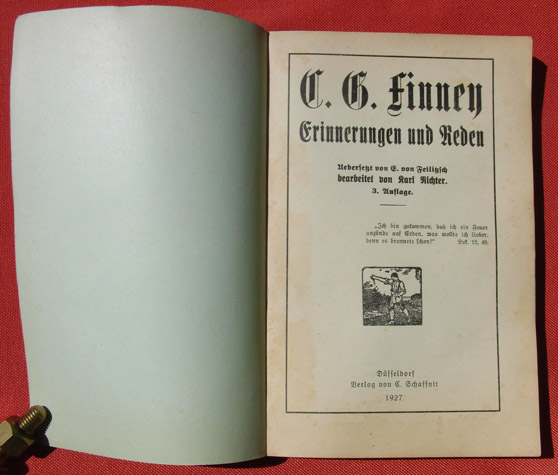 C. G. Finney
Erinnerungen und Reden
Uebersetzt von E. von Feilitzsch
bearbeitet von Karl Richter.
3. Auflage.
„Ich bin gekommen, daß ich ein Feuer
anzünde auf Erden, was wollte ich lieber,
denn es brennete schon!" Luk. 12, 49.
Düsseldorf
Verlag von C. Schaffnit
1927